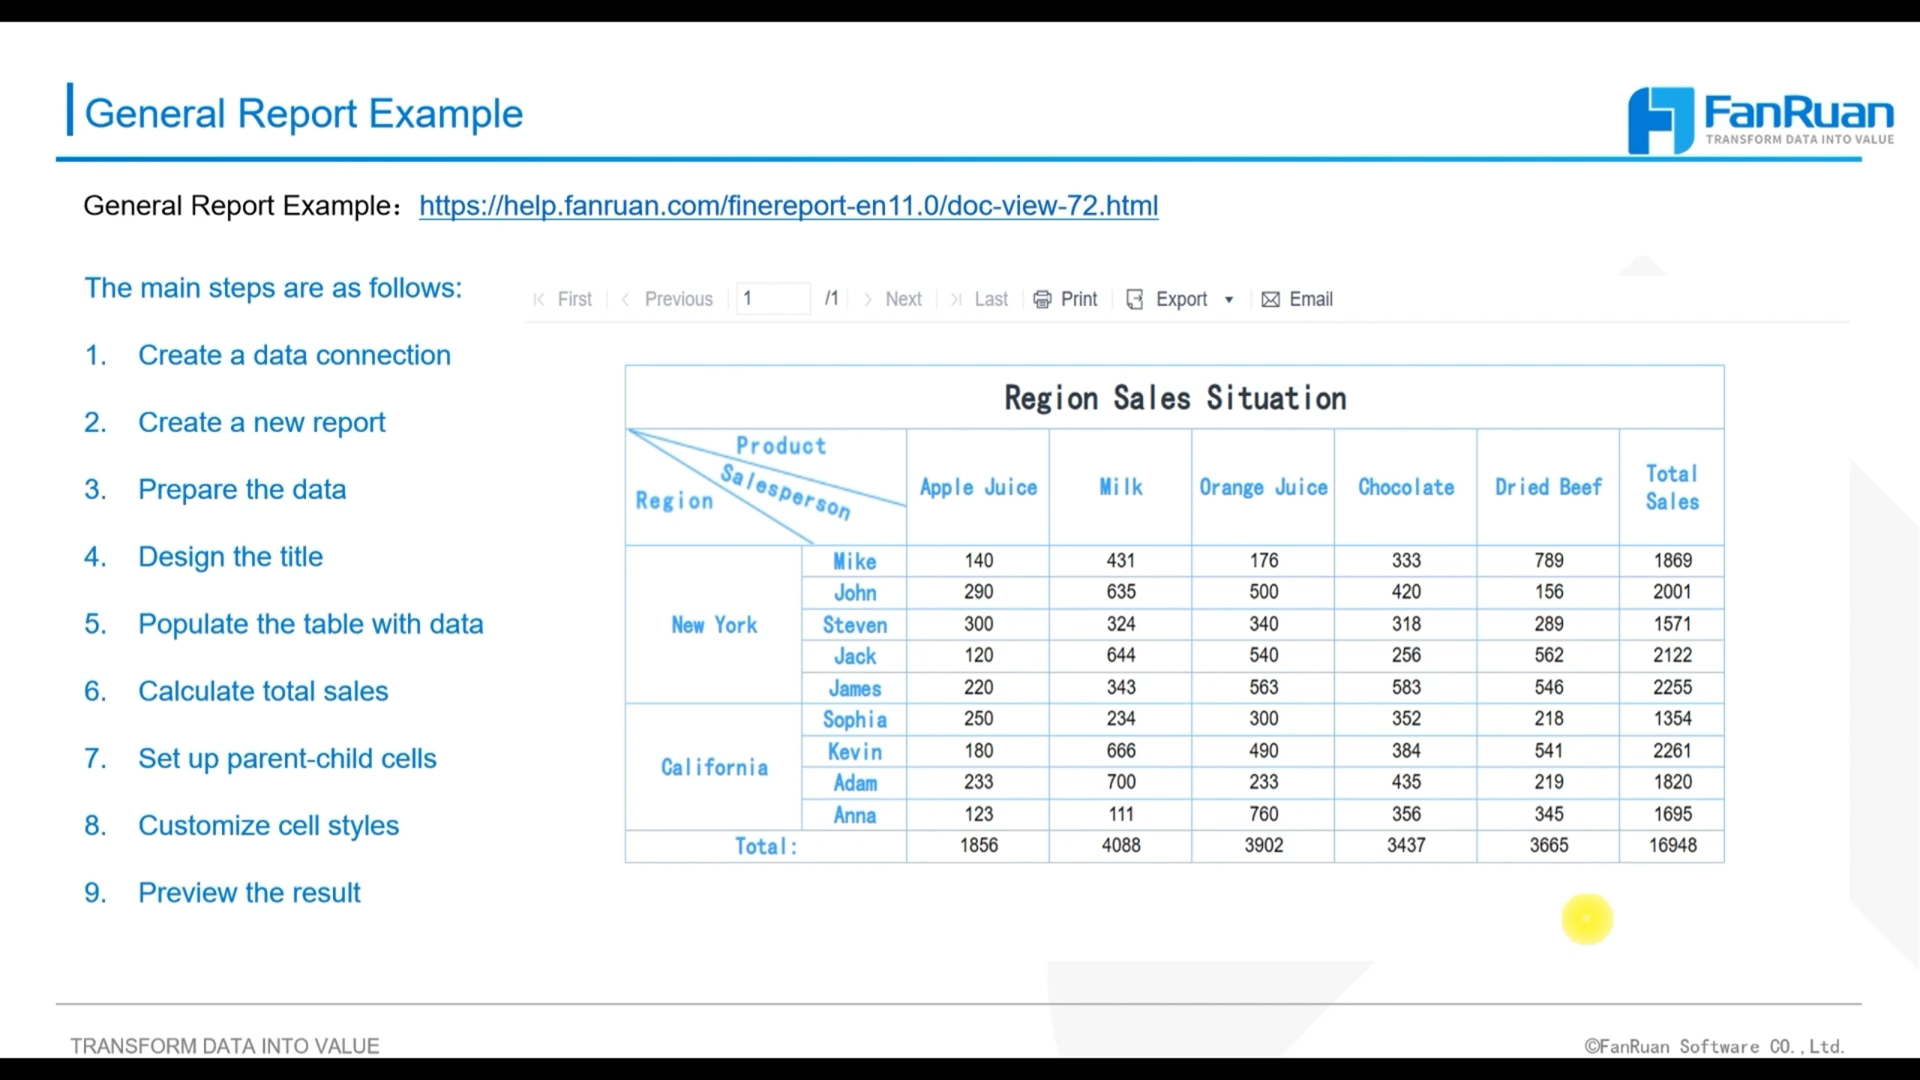 General Report Example
FanRuan
TRANSFORM DATA INTO VALUE
General Report Example：https://help.fanruan.com/finereport-en11.0/doc-view-72.html
The main steps are as follows:
1. Create a data connection
2. Create a new report
3. Prepare the data
4. Design the title
5. Populate the table with data
6. Calculate total sales
7. Set up parent-child cells
8. Customize cell styles
9. Preview the result
First Previous 1 /1 Next Last Print Export Email
Region Sales Situation
Product Salesperson Region Apple Juice Milk Orange Juice Chocolate Dried Beef Total Sales
New York
Mike 140 431 176 333 789 1869
John 290 635 500 420 156 2001
Steven 300 324 340 318 289 1571
Jack 120 644 540 256 562 2122
James 220 343 563 583 546 2255
California
Sophia 250 234 300 352 218 1354
Kevin 180 666 490 384 541 2261
Adam 233 700 233 435 219 1820
Anna 123 111 760 356 345 1695
Total: 1856 4088 3902 3437 3665 16948
TRANSFORM DATA INTO VALUE
©FanRuan Software CO.,Ltd.